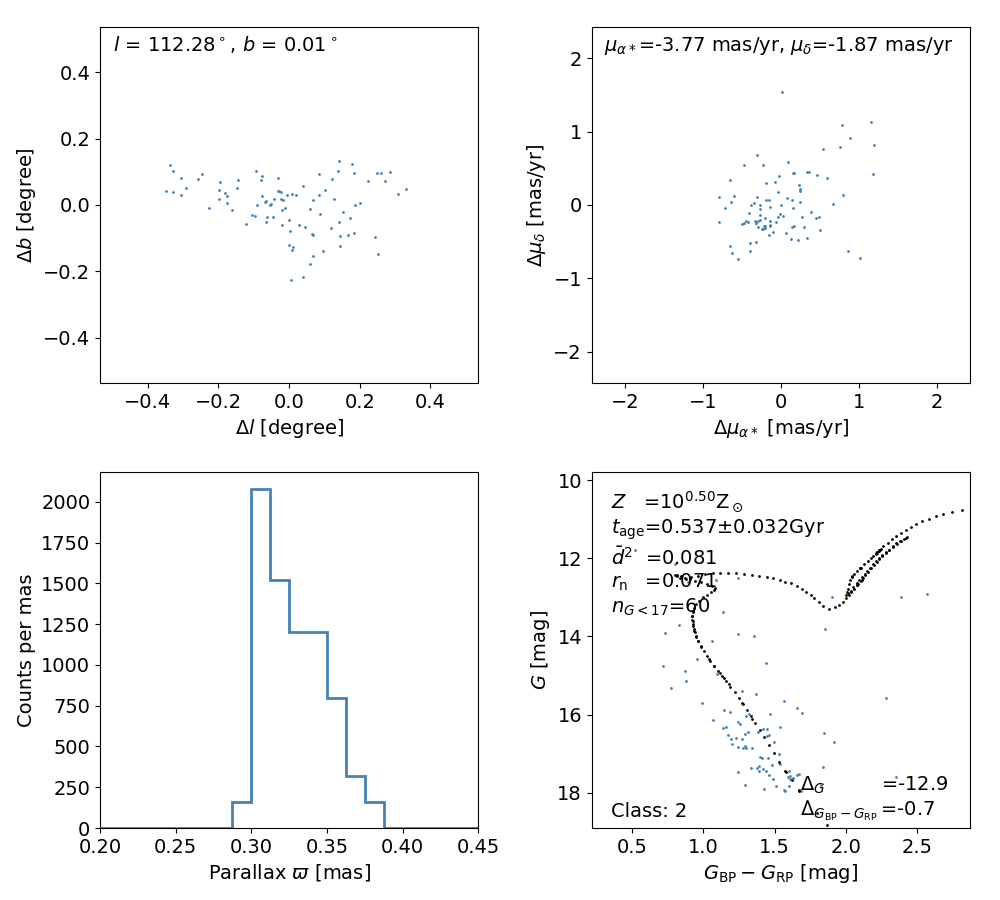 l = 112.28°, b = 0.01°
0.4
0.2
0.0
−0.2
−0.4
Δb [degree]
−0.4 −0.2 0.0 0.2 0.4
Δl [degree]
μα∗=-3.77 mas/yr, μδ=-1.87 mas/yr
2
1
0
−1
−2
Δμδ [mas/yr]
−2 −1 0 1 2
Δμα∗ [mas/yr]
2000
1750
1500
1250
1000
750
500
250
0
Counts per mas
0.20 0.25 0.30 0.35 0.40 0.45
Parallax ϖ [mas]
10
12
14
16
18
G [mag]
Z =10^0.50 Z⊙
t_age=0.537±0.032Gyr
d̄² =0.081
r_n =0.071
n_G<17=60
Δ_G =-12.9
Class: 2
Δ_G_BP−G_RP =-0.7
0.5 1.0 1.5 2.0 2.5
G_BP − G_RP [mag]